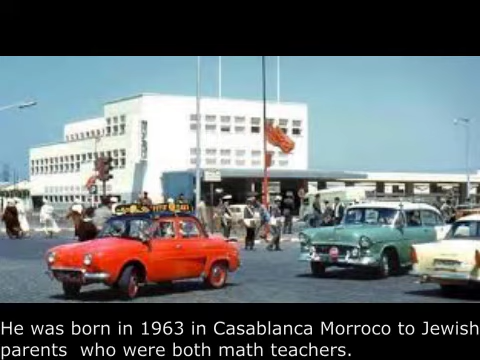 He was born in 1963 in Casablanca Morroco to Jewish
parents  who were both math teachers.